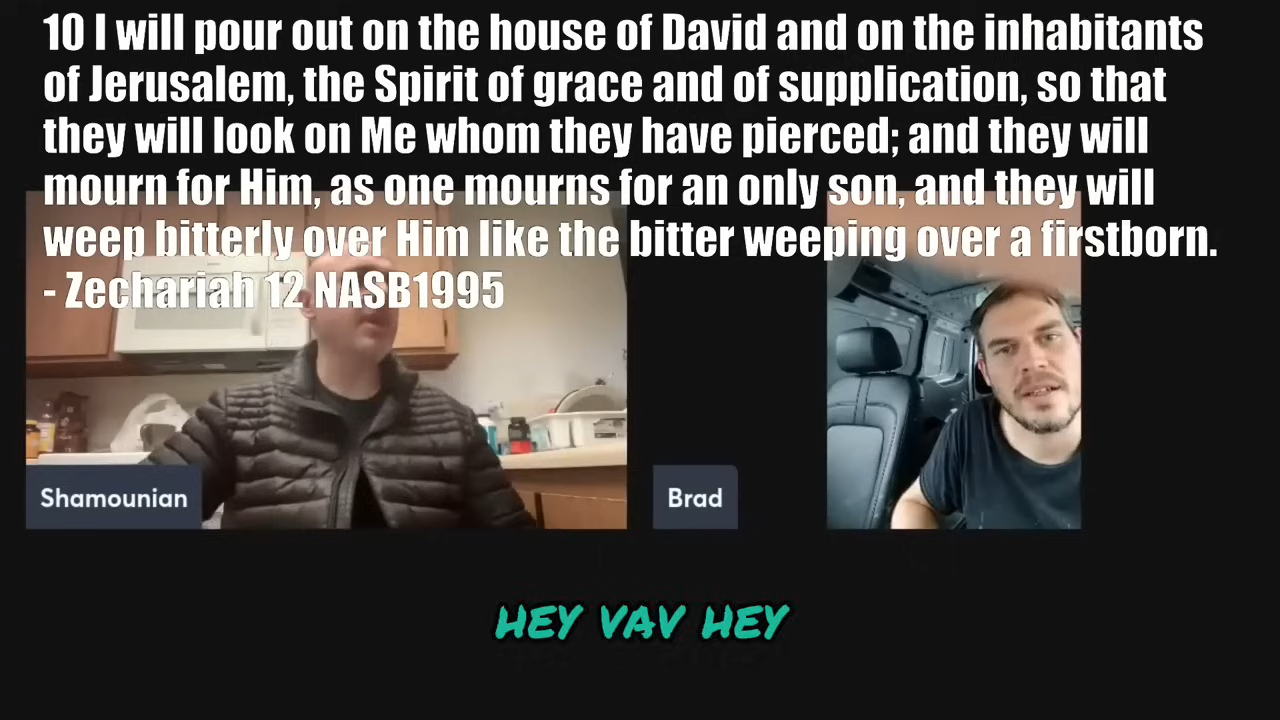 10 I will pour out on the house of David and on the inhabitants
of Jerusalem, the Spirit of grace and of supplication, so that
they will look on Me whom they have pierced; and they will
mourn for Him, as one mourns for an only son, and they will
weep bitterly over Him like the bitter weeping over a firstborn.
- Zechariah 12 NASB1995
Shamounian
Brad
HEY VAV HEY